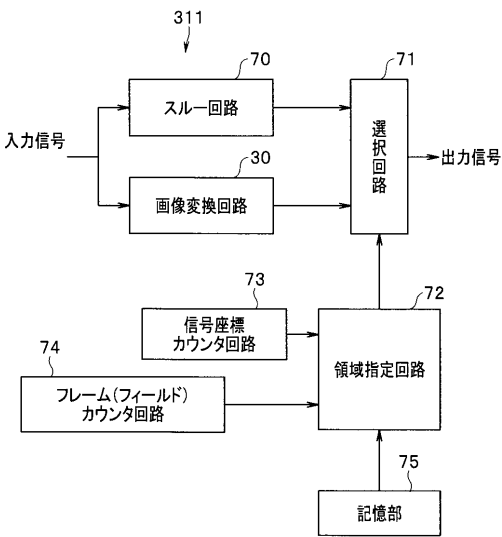 311
70
スルー回路
71
選択回路
入力信号
出力信号
30
画像変換回路
73
信号座標
カウンタ回路
72
領域指定回路
74
フレーム(フィールド)
カウンタ回路
75
記憶部